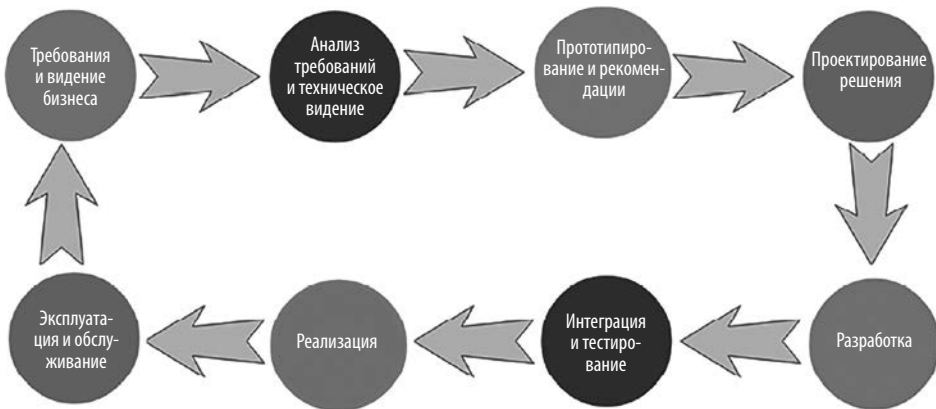 Требования
и видение
бизнеса
Анализ
требований
и техническое
видение
Прототипиро-
вание и рекомен-
дации
Проектирование
решения
Разработка
Интеграция
и тестиро-
вание
Реализация
Эксплуата-
ация и обслу-
живание